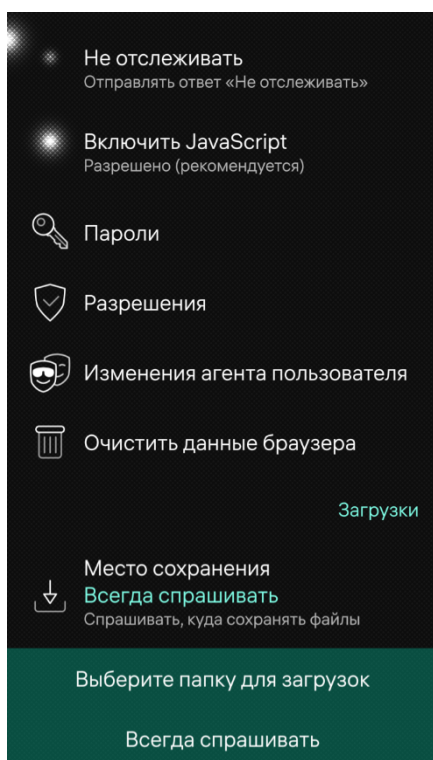 Не отслеживать
Отправлять ответ «Не отслеживать»
Включить JavaScript
Разрешено (рекомендуется)
Пароли
Разрешения
Изменения агента пользователя
Очистить данные браузера
Загрузки
Место сохранения
Всегда спрашивать
Спрашивать, куда сохранять файлы
Выберите папку для загрузок
Всегда спрашивать